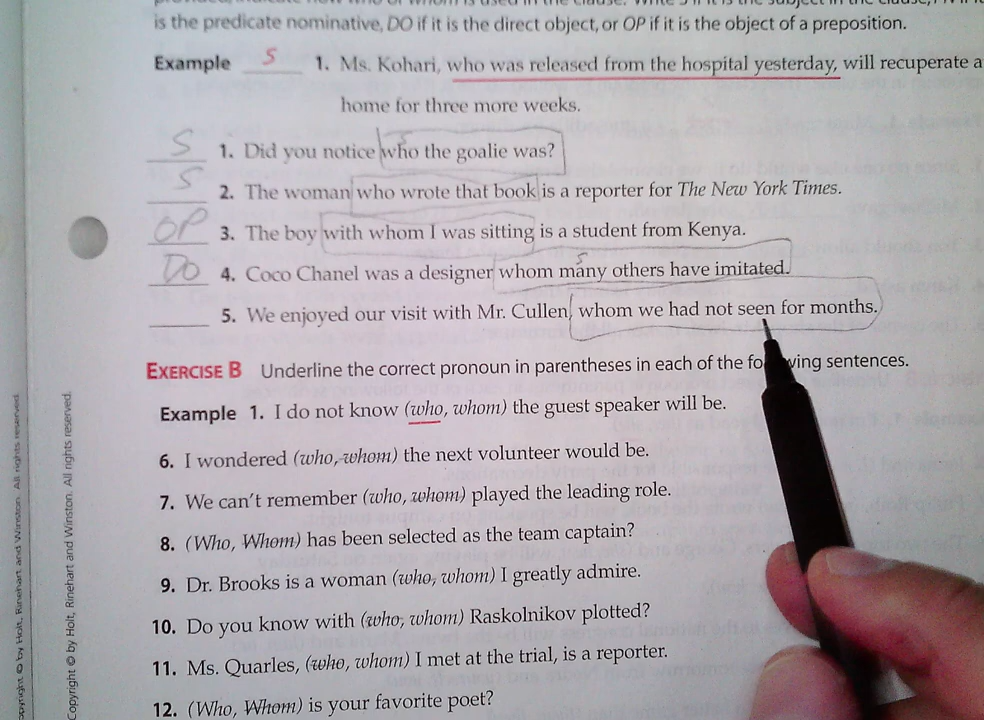 is the predicate nominative, DO if it is the direct object, or OP if it is the object of a preposition.
Example S 1. Ms. Kohari, who was released from the hospital yesterday, will recuperate a
home for three more weeks.
S 1. Did you notice who the goalie was?
S 2. The woman who wrote that book is a reporter for The New York Times.
OP 3. The boy with whom I was sitting is a student from Kenya.
DO 4. Coco Chanel was a designer whom many others have imitated.
5. We enjoyed our visit with Mr. Cullen, whom we had not seen for months.
EXERCISE B Underline the correct pronoun in parentheses in each of the fo ving sentences.
Example 1. I do not know (who, whom) the guest speaker will be.
6. I wondered (who, whom) the next volunteer would be.
7. We can't remember (who, whom) played the leading role.
8. (Who, Whom) has been selected as the team captain?
9. Dr. Brooks is a woman (who, whom) I greatly admire.
10. Do you know with (who, whom) Raskolnikov plotted?
11. Ms. Quarles, (who, whom) I met at the trial, is a reporter.
12. (Who, Whom) is your favorite poet?
Copyright © by Holt, Rinehart and Winston. All rights reserved.
opyright © by Holt, Rinehart and Winston. All rights reserved.